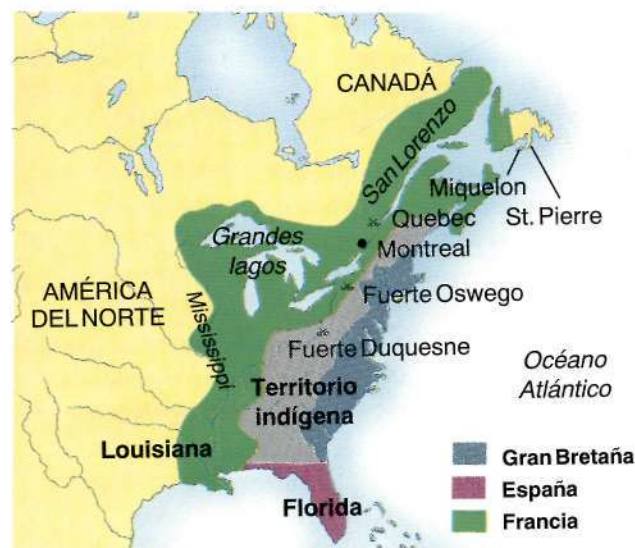 CANADÁ
San Lorenzo
Miquelon
St. Pierre
Quebec
Grandes
lagos
Montreal
AMÉRICA
DEL NORTE
Mississippi
Fuerte Oswego
Fuerte Duquesne
Océano
Atlántico
Territorio
indígena
Louisiana
Florida
Gran Bretaña
España
Francia